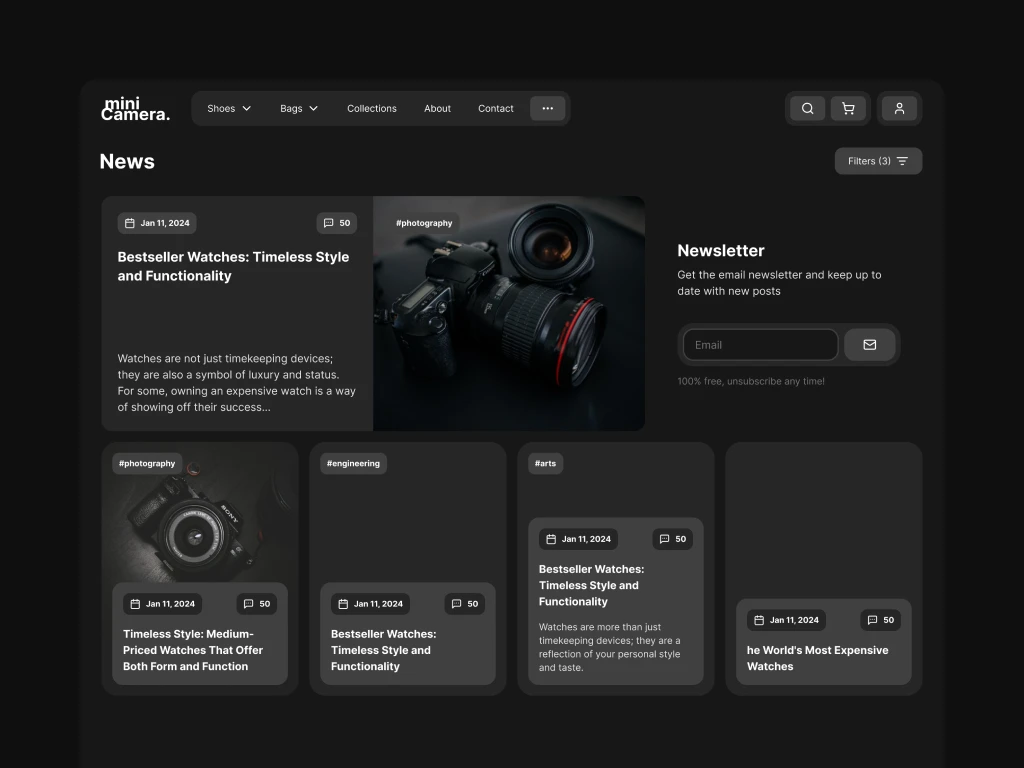 mini
Camera.
Shoes
Bags
Collections
About
Contact
News
Filters (3)
Jan 11, 2024
50
Bestseller Watches: Timeless Style
and Functionality
Watches are not just timekeeping devices;
they are also a symbol of luxury and status.
For some, owning an expensive watch is a way
of showing off their success...
#photography
Newsletter
Get the email newsletter and keep up to
date with new posts
Email
100% free, unsubscribe any time!
#photography
SONY
Jan 11, 2024
50
Timeless Style: Medium-
Priced Watches That Offer
Both Form and Function
#engineering
Jan 11, 2024
50
Bestseller Watches:
Timeless Style and
Functionality
#arts
Jan 11, 2024
50
Bestseller Watches:
Timeless Style and
Functionality
Watches are more than just
timekeeping devices; they are a
reflection of your personal style
and taste.
Jan 11, 2024
50
he World's Most Expensive
Watches